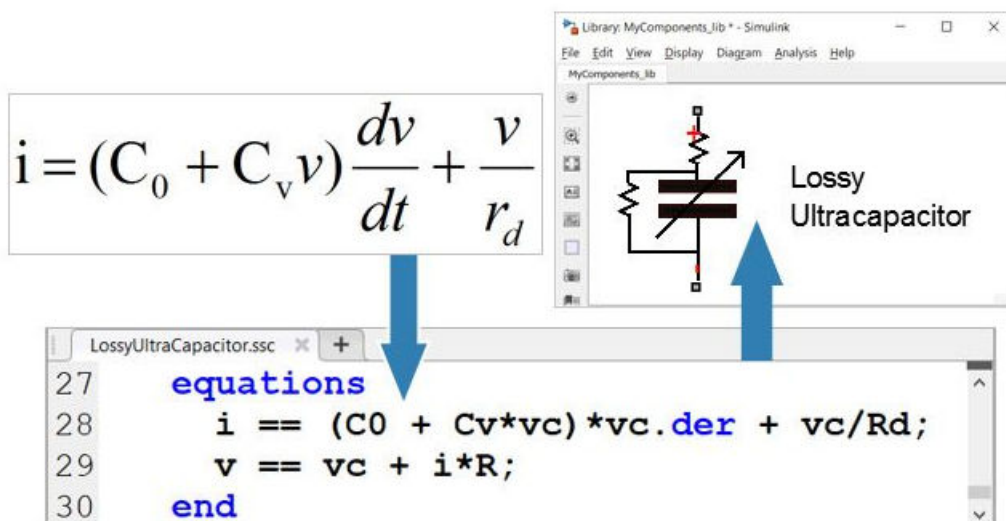 Library: MyComponents_lib * - Simulink
File Edit View Display Diagram Analysis Help
MyComponents_lib
i = (C₀ + Cᵥv) dv/dt + v/r_d
Lossy
Ultracapacitor
LossyUltraCapacitor.ssc × +
27 equations
28 i == (C0 + Cv*vc)*vc.der + vc/Rd;
29 v == vc + i*R;
30 end